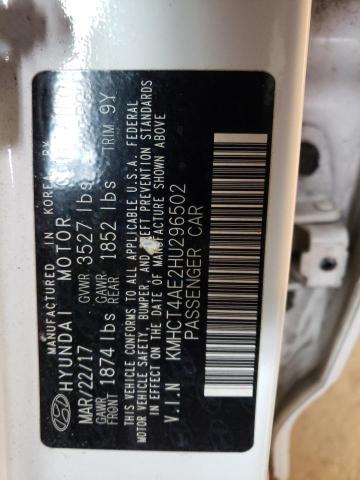 MANUFACTURED IN KOREA BY
HYUNDAI MOTOR
MAR/22/17 GVWR 3527 lbs TRIM 9Y
GAWR FRONT 1874 lbs GAWR REAR 1852 lbs
THIS VEHICLE CONFORMS TO ALL APPLICABLE U.S.A. FEDERAL
MOTOR VEHICLE SAFETY, BUMPER, AND THEFT PREVENTION STANDARDS
IN EFFECT ON THE DATE OF MANUFACTURE SHOWN ABOVE
V.I.N KMHCT4AE2HU296502
PASSENGER CAR